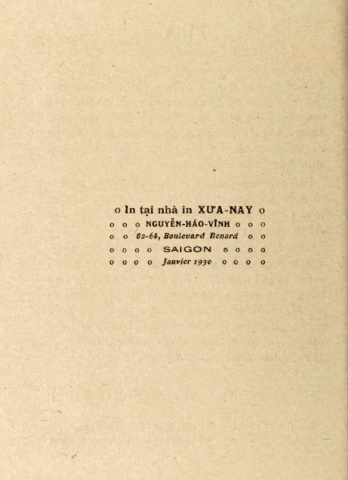 o In tại nhà in XƯA-NAY o
o o o NGUYỄN-HÁO-VĨNH o o o
o o 62-64, Boulevard Bonard o o
o o o o SAIGON o o o o
o o o o Janvier 1930 o o o o